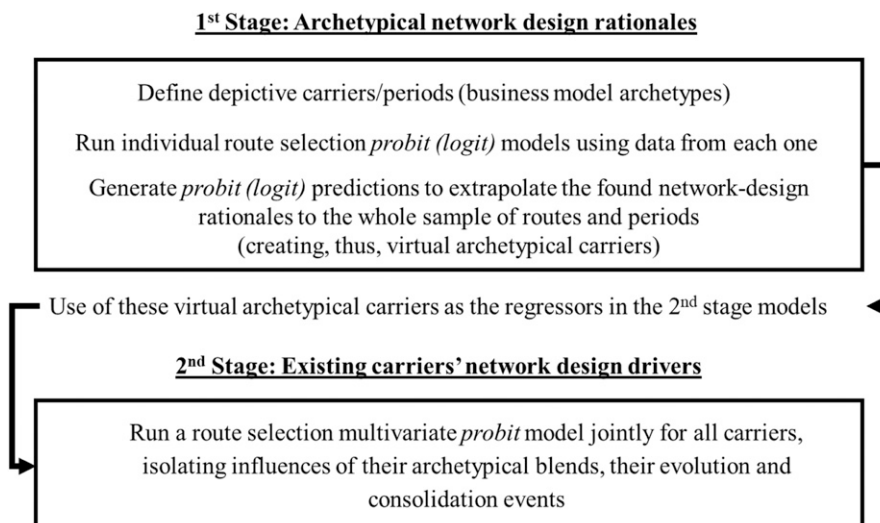 1st Stage: Archetypical network design rationales
Define depictive carriers/periods (business model archetypes)
Run individual route selection probit (logit) models using data from each one
Generate probit (logit) predictions to extrapolate the found network-design
rationales to the whole sample of routes and periods
(creating, thus, virtual archetypical carriers)
Use of these virtual archetypical carriers as the regressors in the 2nd stage models
2nd Stage: Existing carriers' network design drivers
Run a route selection multivariate probit model jointly for all carriers,
isolating influences of their archetypical blends, their evolution and
consolidation events